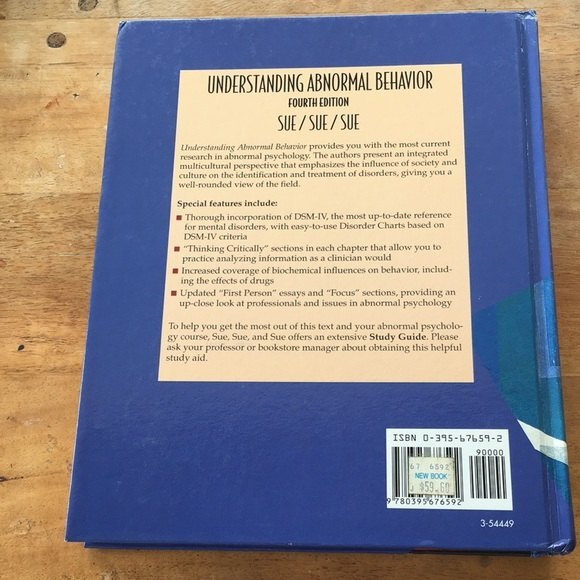 UNDERSTANDING ABNORMAL BEHAVIOR
FOURTH EDITION
SUE / SUE / SUE
Understanding Abnormal Behavior provides you with the most current
research in abnormal psychology. The authors present an integrated
multicultural perspective that emphasizes the influence of society and
culture on the identification and treatment of disorders, giving you a
well-rounded view of the field.
Special features include:
■ Thorough incorporation of DSM-IV, the most up-to-date reference
for mental disorders, with easy-to-use Disorder Charts based on
DSM-IV criteria
■ "Thinking Critically" sections in each chapter that allow you to
practice analyzing information as a clinician would
■ Increased coverage of biochemical influences on behavior, includ-
ing the effects of drugs
■ Updated "First Person" essays and "Focus" sections, providing an
up-close look at professionals and issues in abnormal psychology
To help you get the most out of this text and your abnormal psycholo-
gy course, Sue, Sue, and Sue offers an extensive Study Guide. Please
ask your professor or bookstore manager about obtaining this helpful
study aid.
ISBN 0-395-67659-2
90000
67 6592
NEW BOOK
$59.60
9 780395 676592
3-54449